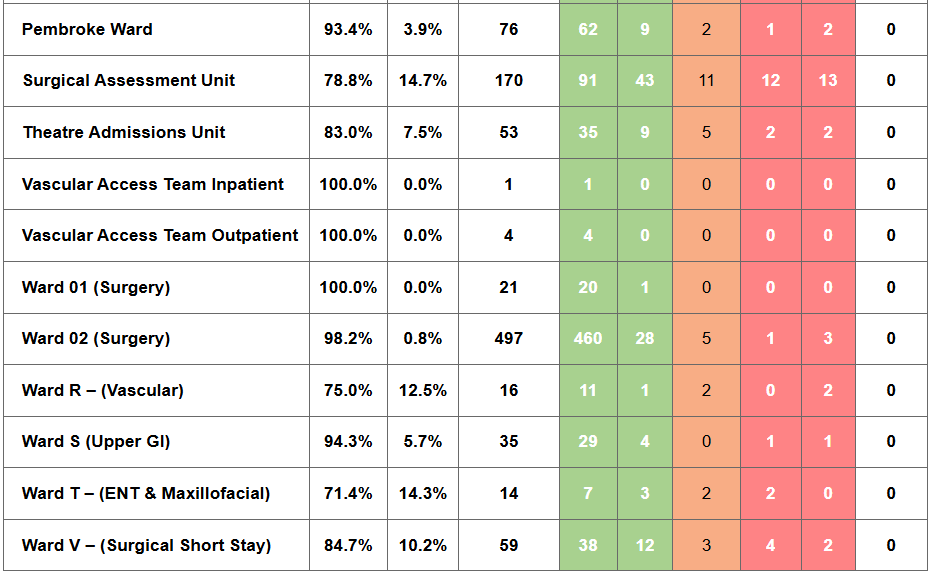 Pembroke Ward 93.4% 3.9% 76 62 9 2 1 2 0
Surgical Assessment Unit 78.8% 14.7% 170 91 43 11 12 13 0
Theatre Admissions Unit 83.0% 7.5% 53 35 9 5 2 2 0
Vascular Access Team Inpatient 100.0% 0.0% 1 1 0 0 0 0 0
Vascular Access Team Outpatient 100.0% 0.0% 4 4 0 0 0 0 0
Ward 01 (Surgery) 100.0% 0.0% 21 20 1 0 0 0 0
Ward 02 (Surgery) 98.2% 0.8% 497 460 28 5 1 3 0
Ward R – (Vascular) 75.0% 12.5% 16 11 1 2 0 2 0
Ward S (Upper GI) 94.3% 5.7% 35 29 4 0 1 1 0
Ward T – (ENT & Maxillofacial) 71.4% 14.3% 14 7 3 2 2 0 0
Ward V – (Surgical Short Stay) 84.7% 10.2% 59 38 12 3 4 2 0